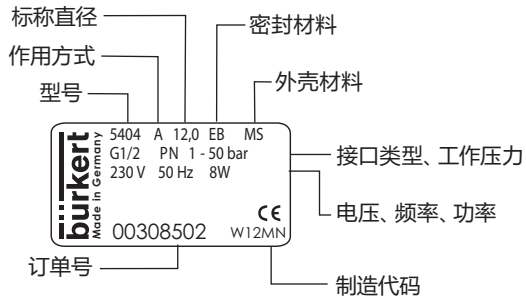 标称直径
密封材料
作用方式
外壳材料
型号
5404 A 12,0 EB MS
G1/2 PN 1 - 50 bar
接口类型、工作压力
230 V 50 Hz 8W
电压、频率、功率
bürkert
Made in Germany
CE
00308502 W12MN
订单号
制造代码